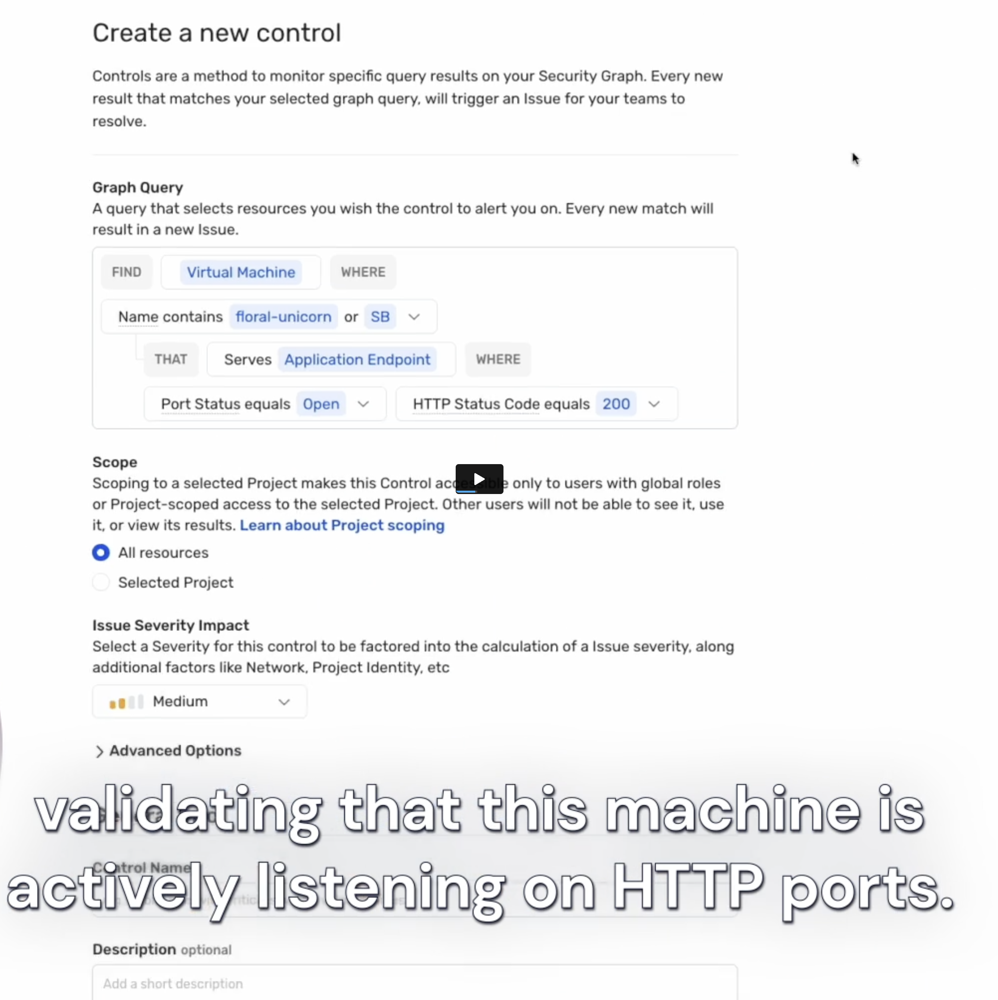 Create a new control
Controls are a method to monitor specific query results on your Security Graph. Every new
result that matches your selected graph query, will trigger an Issue for your teams to
resolve.
Graph Query
A query that selects resources you wish the control to alert you on. Every new match will
result in a new Issue.
FIND Virtual Machine WHERE
Name contains floral-unicorn or SB
THAT Serves Application Endpoint WHERE
Port Status equals Open HTTP Status Code equals 200
Scope
Scoping to a selected Project makes this Control accessible only to users with global roles
or Project-scoped access to the selected Project. Other users will not be able to see it, use
it, or view its results. Learn about Project scoping
All resources
Selected Project
Issue Severity Impact
Select a Severity for this control to be factored into the calculation of a Issue severity, along
additional factors like Network, Project Identity, etc
Medium
Advanced Options
validating that this machine is
Control Name
actively listening on HTTP ports.
Description optional
Add a short description